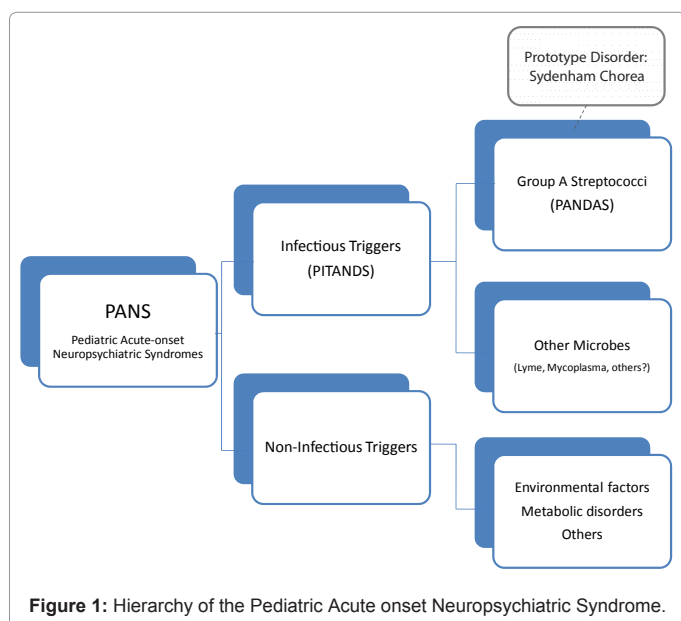 Prototype Disorder:
Sydenham Chorea
Group A Streptococci
(PANDAS)
Infectious Triggers
(PITANDS)
PANS
Pediatric Acute-onset
Neuropsychiatric Syndromes
Other Microbes
(Lyme, Mycoplasma, others?)
Non-Infectious Triggers
Environmental factors
Metabolic disorders
Others
Figure 1: Hierarchy of the Pediatric Acute onset Neuropsychiatric Syndrome.